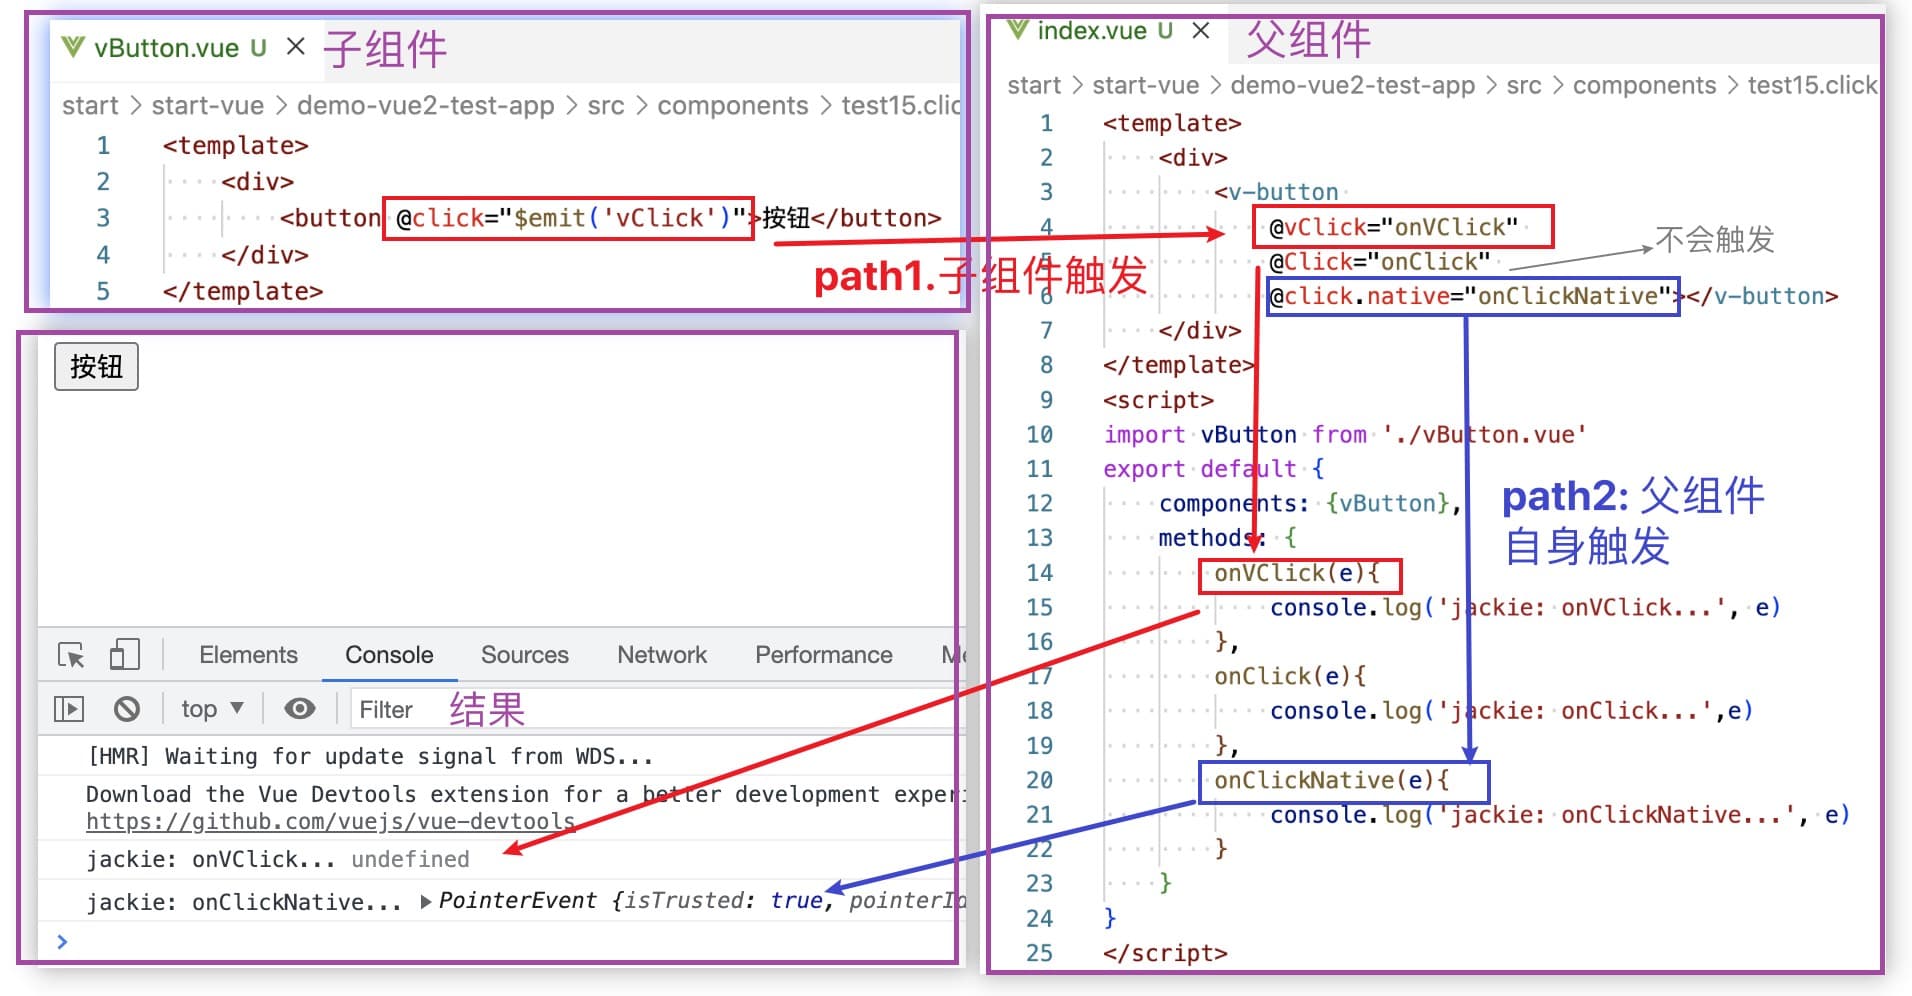 vButton.vue U × 子组件
start > start-vue > demo-vue2-test-app > src > components > test15.clic
1 <template>
2 <div>
3 <button @click="$emit('vClick')">按钮</button>
4 </div>
5 </template>
path1.子组件触发
按钮
Elements Console Sources Network Performance Me
top ▼ Filter 结果
[HMR] Waiting for update signal from WDS...
Download the Vue Devtools extension for a better development experi
https://github.com/vuejs/vue-devtools
jackie: onVClick... undefined
jackie: onClickNative... ▶PointerEvent {isTrusted: true, pointerId
>
index.vue U × 父组件
start > start-vue > demo-vue2-test-app > src > components > test15.click
1 <template>
2 <div>
3 <v-button
4 @vClick="onVClick"
5 @Click="onClick" 不会触发
6 @click.native="onClickNative"></v-button>
7 </div>
8 </template>
9 <script>
10 import vButton from './vButton.vue'
11 export default {
12 components: {vButton},
13 methods: {
path2: 父组件
自身触发
14 onVClick(e){
15 console.log('jackie: onVClick...', e)
16 },
17 onClick(e){
18 console.log('jackie: onClick...',e)
19 },
20 onClickNative(e){
21 console.log('jackie: onClickNative...', e)
22 }
23 }
24 }
25 </script>